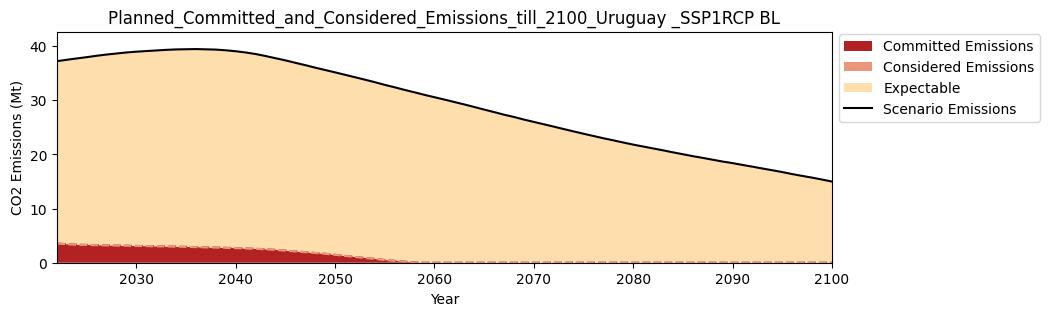 Planned_Committed_and_Considered_Emissions_till_2100_Uruguay _SSP1RCP BL
CO2 Emissions (Mt)
40
30
20
10
0
2030 2040 2050 2060 2070 2080 2090 2100
Year
Committed Emissions
Considered Emissions
Expectable
Scenario Emissions